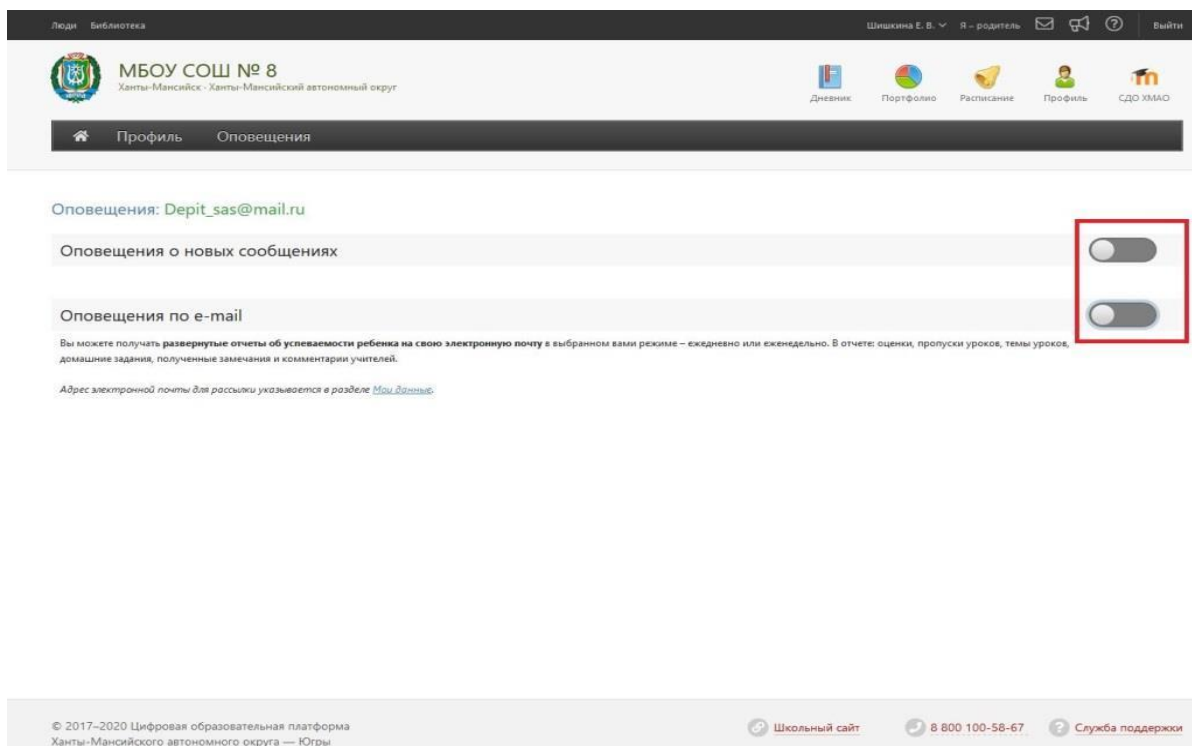 Люди Библиотека
Шишкина Е. В. Я – родитель Выйти
МБОУ СОШ № 8
Ханты-Мансийск - Ханты-Мансийский автономный округ
Дневник Портфолио Расписание Профиль СДО ХМАО
Профиль Оповещения
Оповещения: Depit_sas@mail.ru
Оповещения о новых сообщениях
Оповещения по e-mail
Вы можете получать развернутые отчеты об успеваемости ребенка на свою электронную почту в выбранном вами режиме – ежедневно или еженедельно. В отчете: оценки, пропуски уроков, темы уроков,
домашние задания, полученные замечания и комментарии учителей.
Адрес электронной почты для рассылки указывается в разделе Мои данные.
© 2017–2020 Цифровая образовательная платформа
Ханты-Мансийского автономного округа — Югры
Школьный сайт 8 800 100-58-67 Служба поддержки